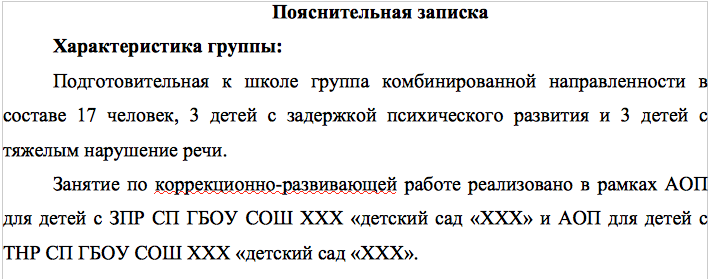 Пояснительная записка
Характеристика группы:
Подготовительная к школе группа комбинированной направленности в
составе 17 человек, 3 детей с задержкой психического развития и 3 детей с
тяжелым нарушение речи.
Занятие по коррекционно-развивающей работе реализовано в рамках АОП
для детей с ЗПР СП ГБОУ СОШ ХХХ «детский сад «ХХХ» и АОП для детей с
ТНР СП ГБОУ СОШ ХХХ «детский сад «ХХХ».